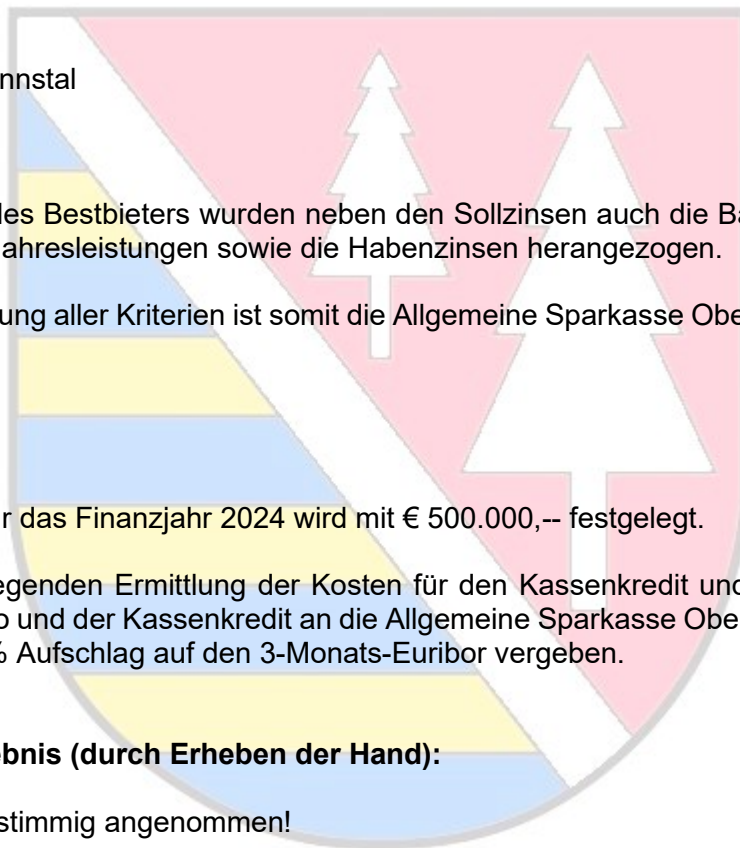 nnstal
des Bestbieters wurden neben den Sollzinsen auch die Ba
ahresleistungen sowie die Habenzinsen herangezogen.
ung aller Kriterien ist somit die Allgemeine Sparkasse Obe
r das Finanzjahr 2024 wird mit € 500.000,-- festgelegt.
egenden Ermittlung der Kosten für den Kassenkredit und
o und der Kassenkredit an die Allgemeine Sparkasse Obe
% Aufschlag auf den 3-Monats-Euribor vergeben.
ebnis (durch Erheben der Hand):
stimmig angenommen!